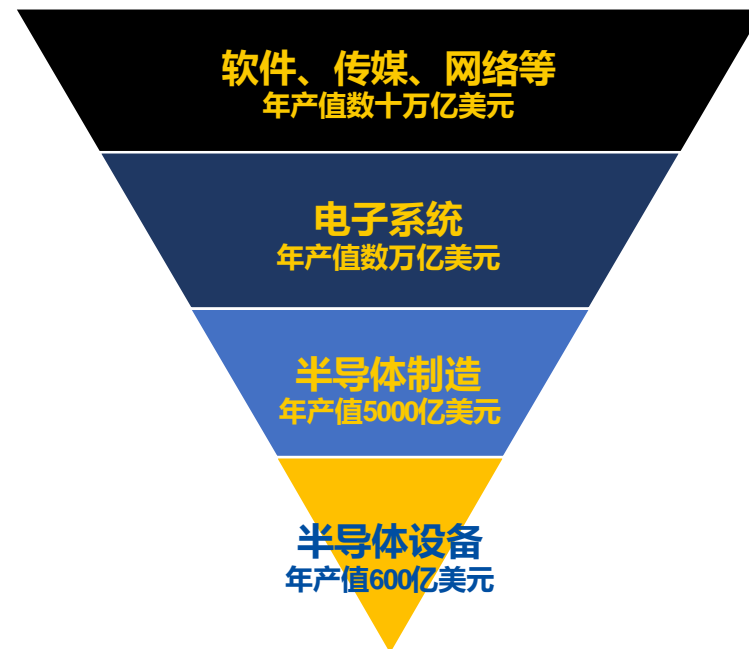 软件、传媒、网络等
年产值数十万亿美元
电子系统
年产值数万亿美元
半导体制造
年产值5000亿美元
半导体设备
年产值600亿美元